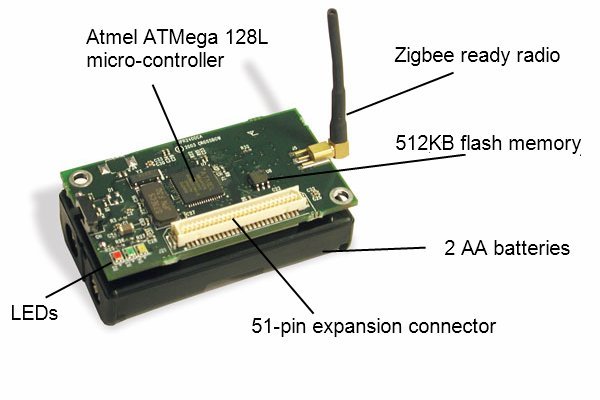 Atmel ATMega 128L
micro-controller
Zigbee ready radio
512KB flash memory
2 AA batteries
LEDs
51-pin expansion connector